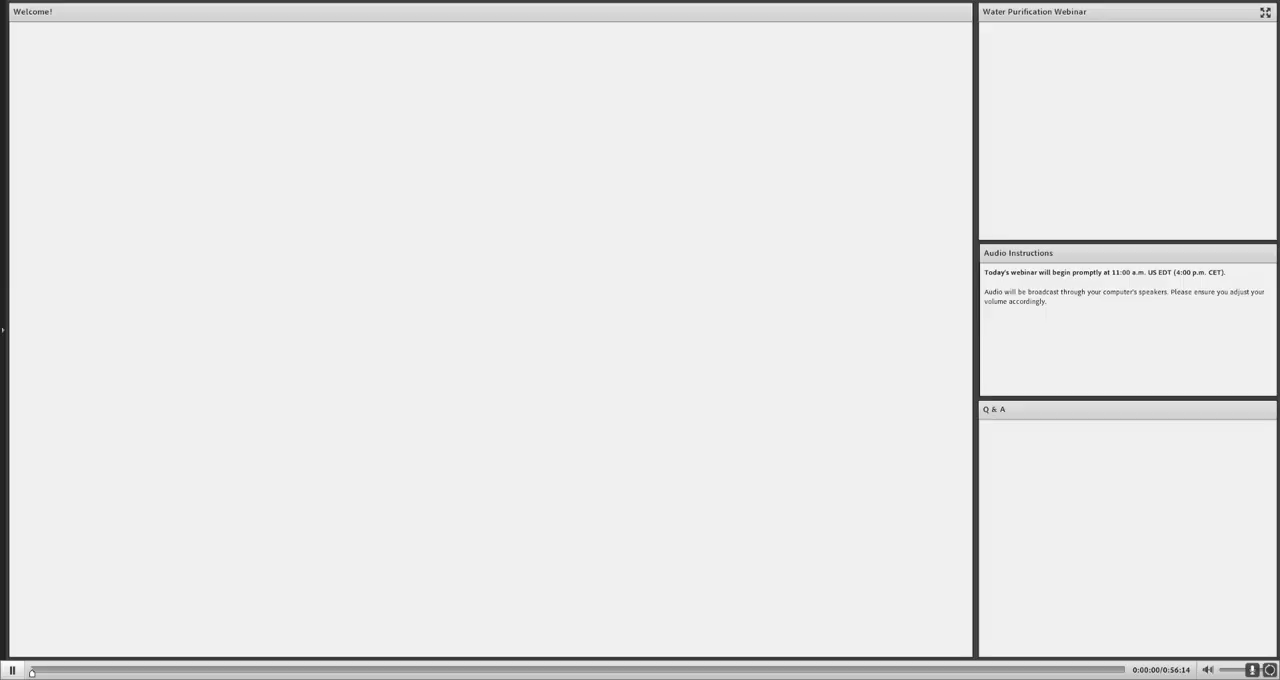 Welcome!
Water Purification Webinar
Audio Instructions
Today's webinar will begin promptly at 11:00 a.m. US EDT (4:00 p.m. CET).
Audio will be broadcast through your computer's speakers. Please ensure you adjust your
volume accordingly.
Q & A
0:00:00/0:56:14